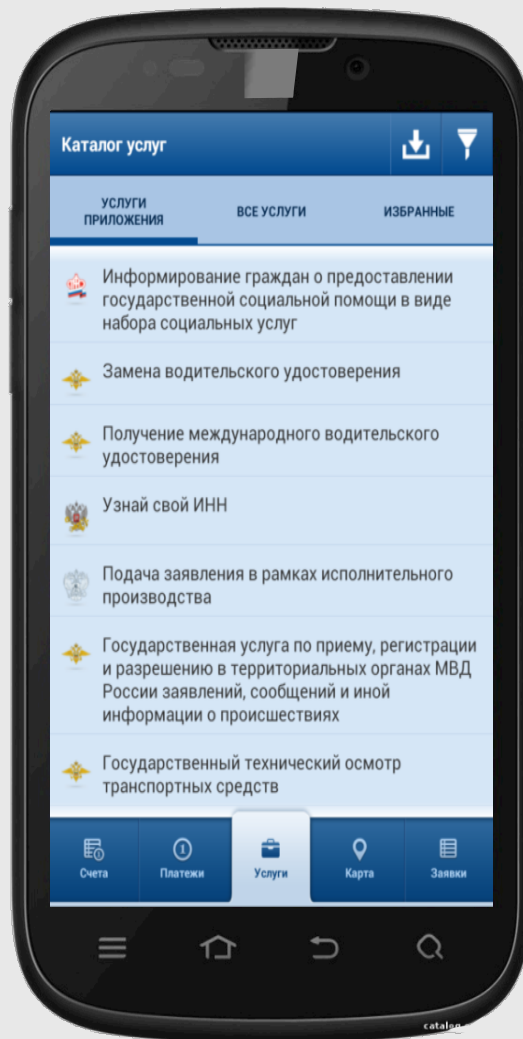 Каталог услуг
УСЛУГИ
ПРИЛОЖЕНИЯ
ВСЕ УСЛУГИ
ИЗБРАННЫЕ
Информирование граждан о предоставлении
государственной социальной помощи в виде
набора социальных услуг
Замена водительского удостоверения
Получение международного водительского
удостоверения
Узнай свой ИНН
Подача заявления в рамках исполнительного
производства
Государственная услуга по приему, регистрации
и разрешению в территориальных органах МВД
России заявлений, сообщений и иной
информации о происшествиях
Государственный технический осмотр
транспортных средств
Счета
Платежи
Услуги
Карта
Заявки
catalog